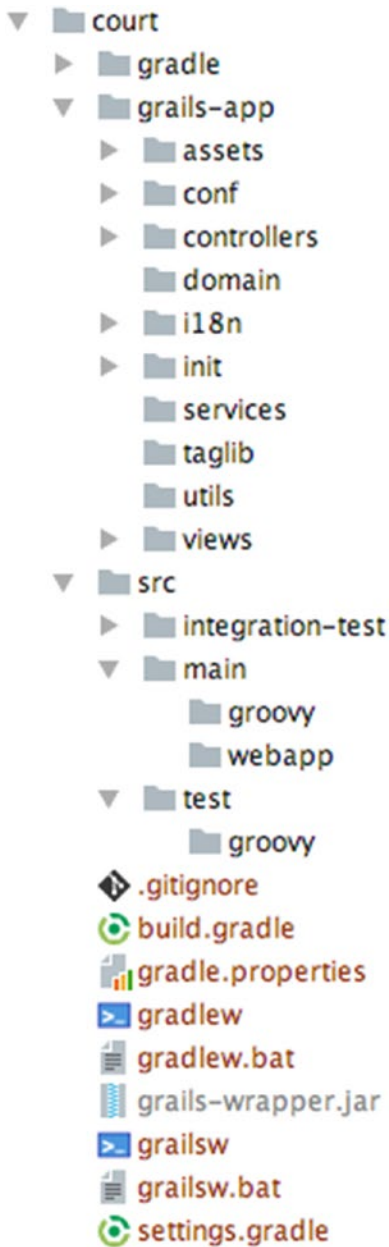 court
gradle
grails-app
assets
conf
controllers
domain
i18n
init
services
taglib
utils
views
src
integration-test
main
groovy
webapp
test
groovy
.gitignore
build.gradle
gradle.properties
gradlew
gradlew.bat
grails-wrapper.jar
grailsw
grailsw.bat
settings.gradle